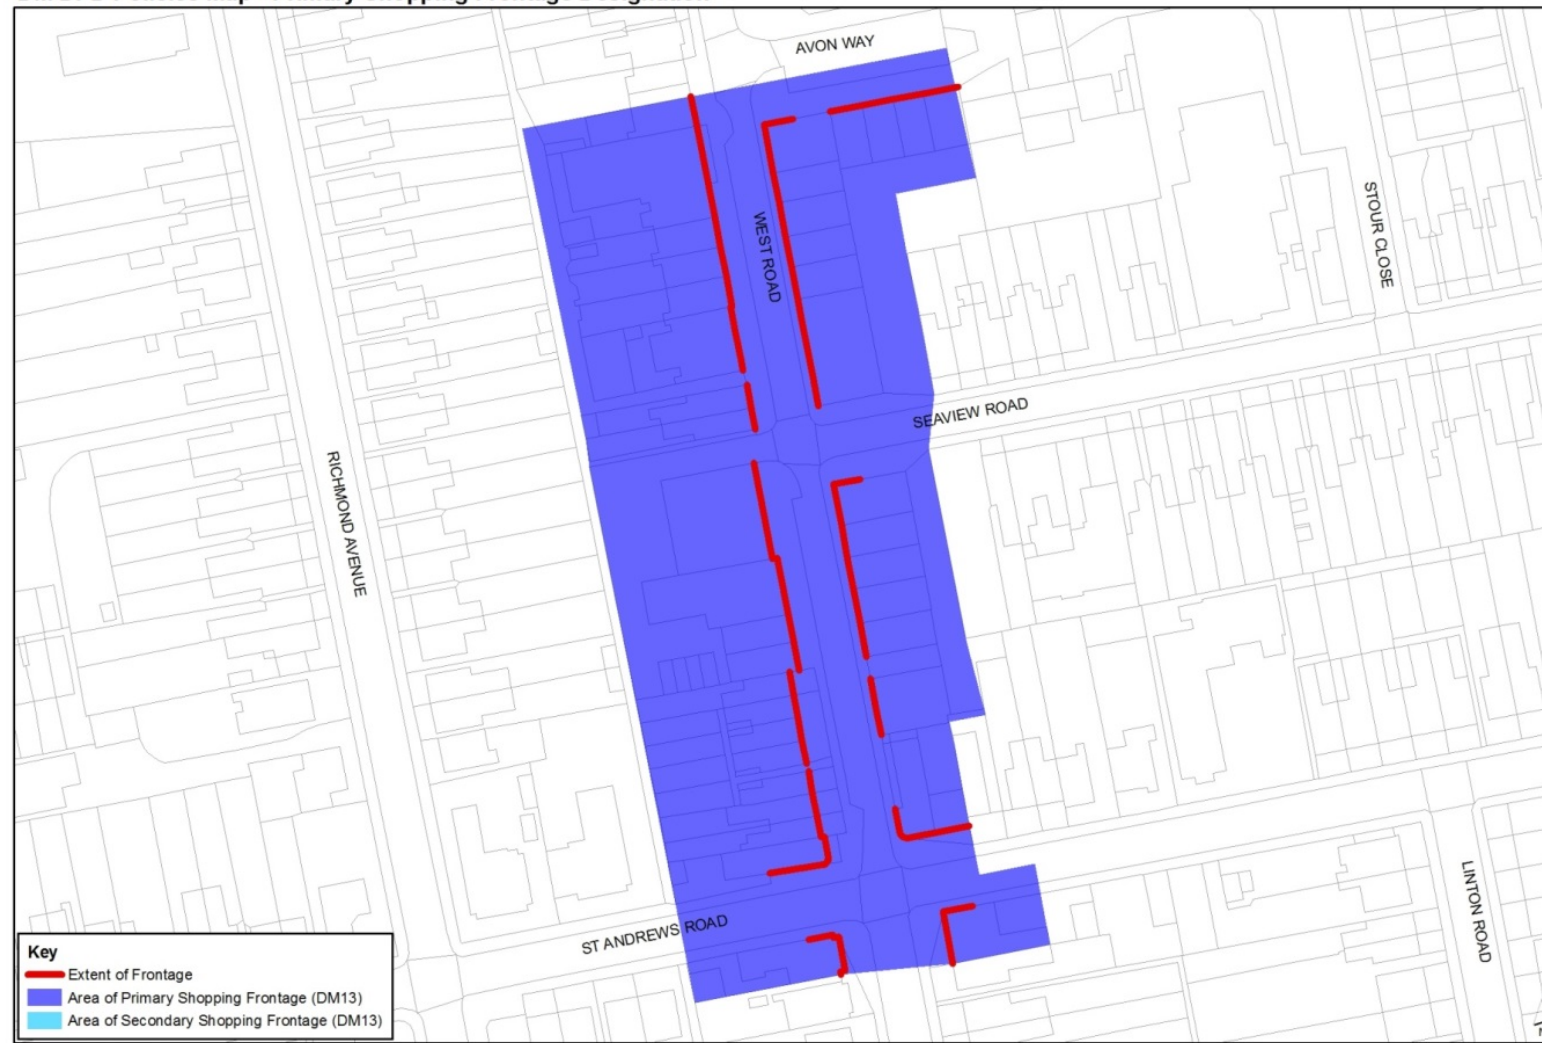 AVON WAY
WEST ROAD
STOUR CLOSE
SEAVIEW ROAD
RICHMOND AVENUE
ST ANDREWS ROAD
LINTON ROAD
Key
Extent of Frontage
Area of Primary Shopping Frontage (DM13)
Area of Secondary Shopping Frontage (DM13)